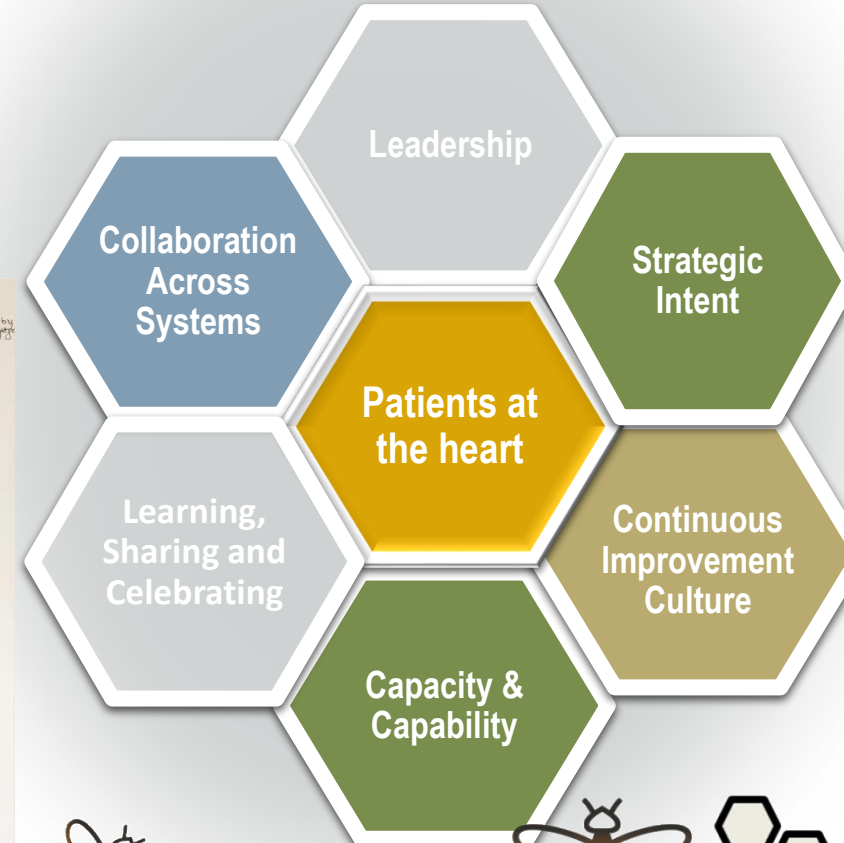 Leadership
Collaboration
Across
Systems
Strategic
Intent
Patients at
the heart
Learning,
Sharing and
Celebrating
Continuous
Improvement
Culture
Capacity &
Capability
by